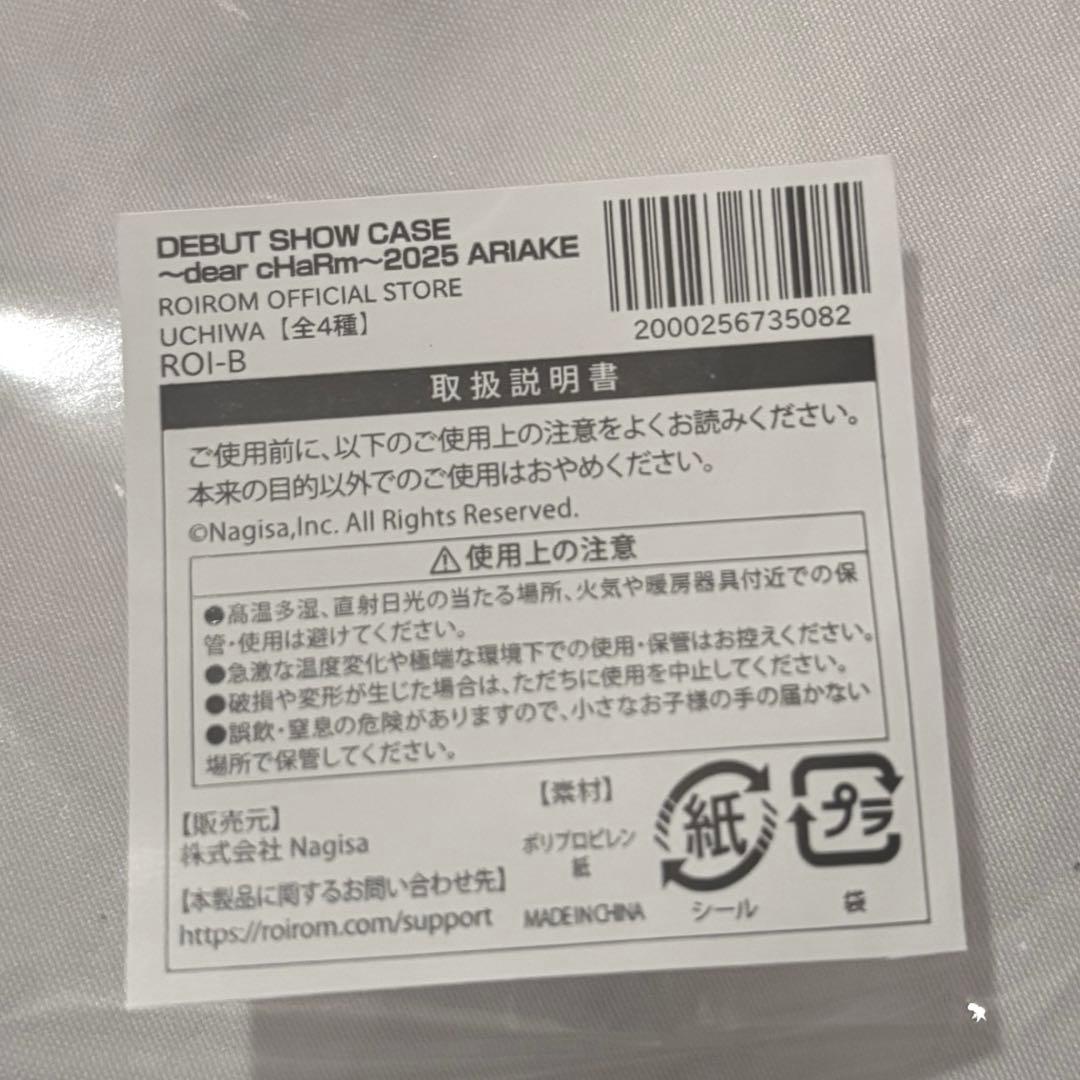 DEBUT SHOW CASE
～dear cHaRm～2025 ARIAKE
ROIROM OFFICIAL STORE
UCHIWA【全4種】
ROI-B
2000256735082
取扱説明書
ご使用前に、以下のご使用上の注意をよくお読みください。
本来の目的以外でのご使用はおやめください。
©Nagisa,Inc. All Rights Reserved.
⚠使用上の注意
●高温多湿、直射日光の当たる場所、火気や暖房器具付近での保
管・使用は避けてください。
●急激な温度変化や極端な環境下での使用・保管はお控えください。
●破損や変形が生じた場合は、ただちに使用を中止してください。
●誤飲・窒息の危険がありますので、小さなお子様の手の届かない
場所で保管してください。
【販売元】
株式会社 Nagisa
【本製品に関するお問い合わせ先】
https://roirom.com/support
【素材】
ポリプロピレン
紙
MADE IN CHINA
紙
シール
プラ
袋